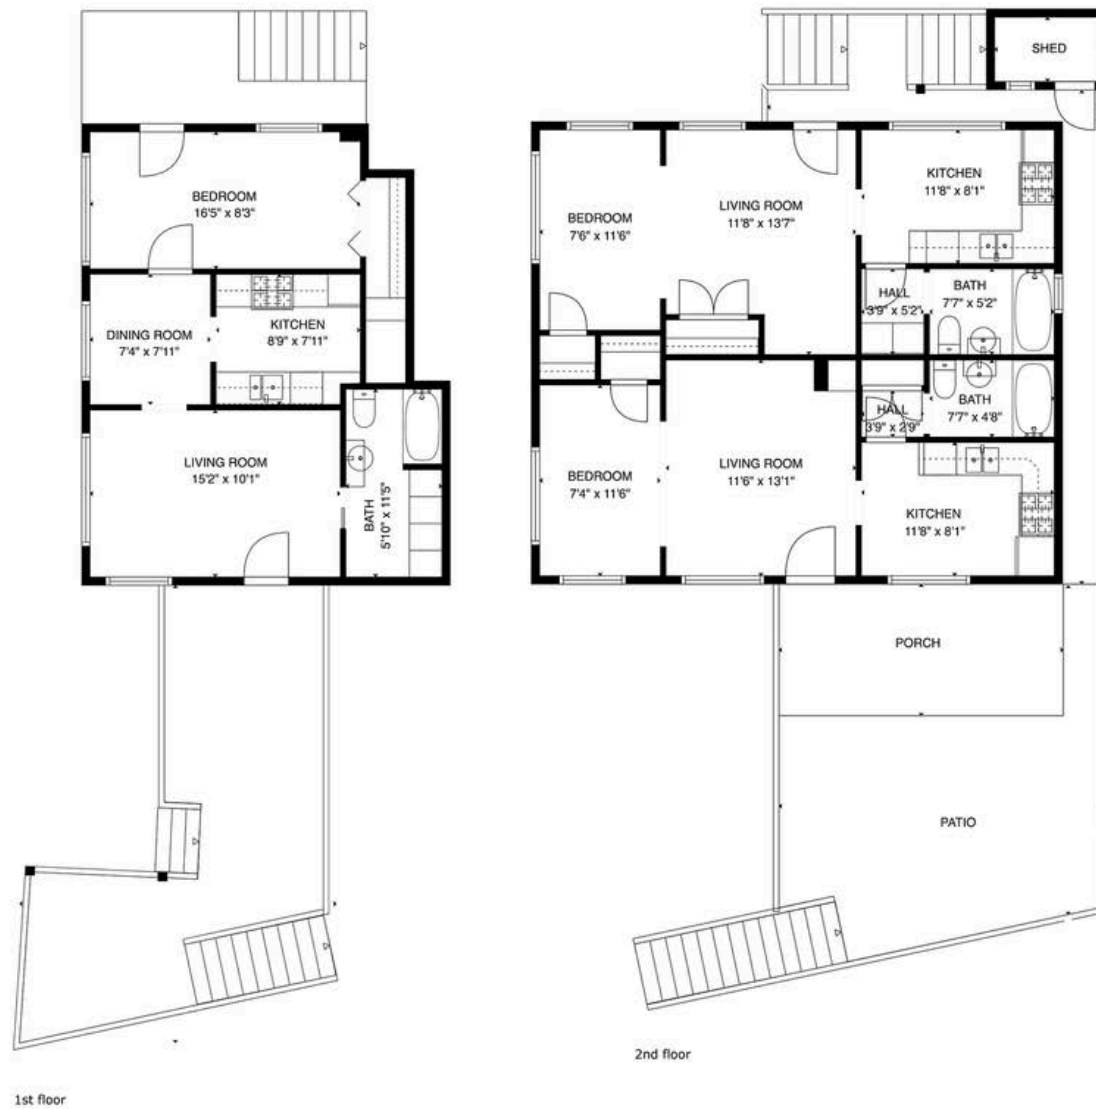 SHED
BEDROOM
16'5" x 8'3"
DINING ROOM
7'4" x 7'11"
KITCHEN
8'9" x 7'11"
LIVING ROOM
15'2" x 10'1"
BATH
5'10" x 11'5"
1st floor
BEDROOM
7'6" x 11'6"
LIVING ROOM
11'8" x 13'7"
KITCHEN
11'8" x 8'1"
HALL
3'9" x 5'2"
BATH
7'7" x 5'2"
BATH
7'7" x 4'8"
HALL
3'9" x 2'9"
BEDROOM
7'4" x 11'6"
LIVING ROOM
11'6" x 13'1"
KITCHEN
11'8" x 8'1"
PORCH
PATIO
2nd floor